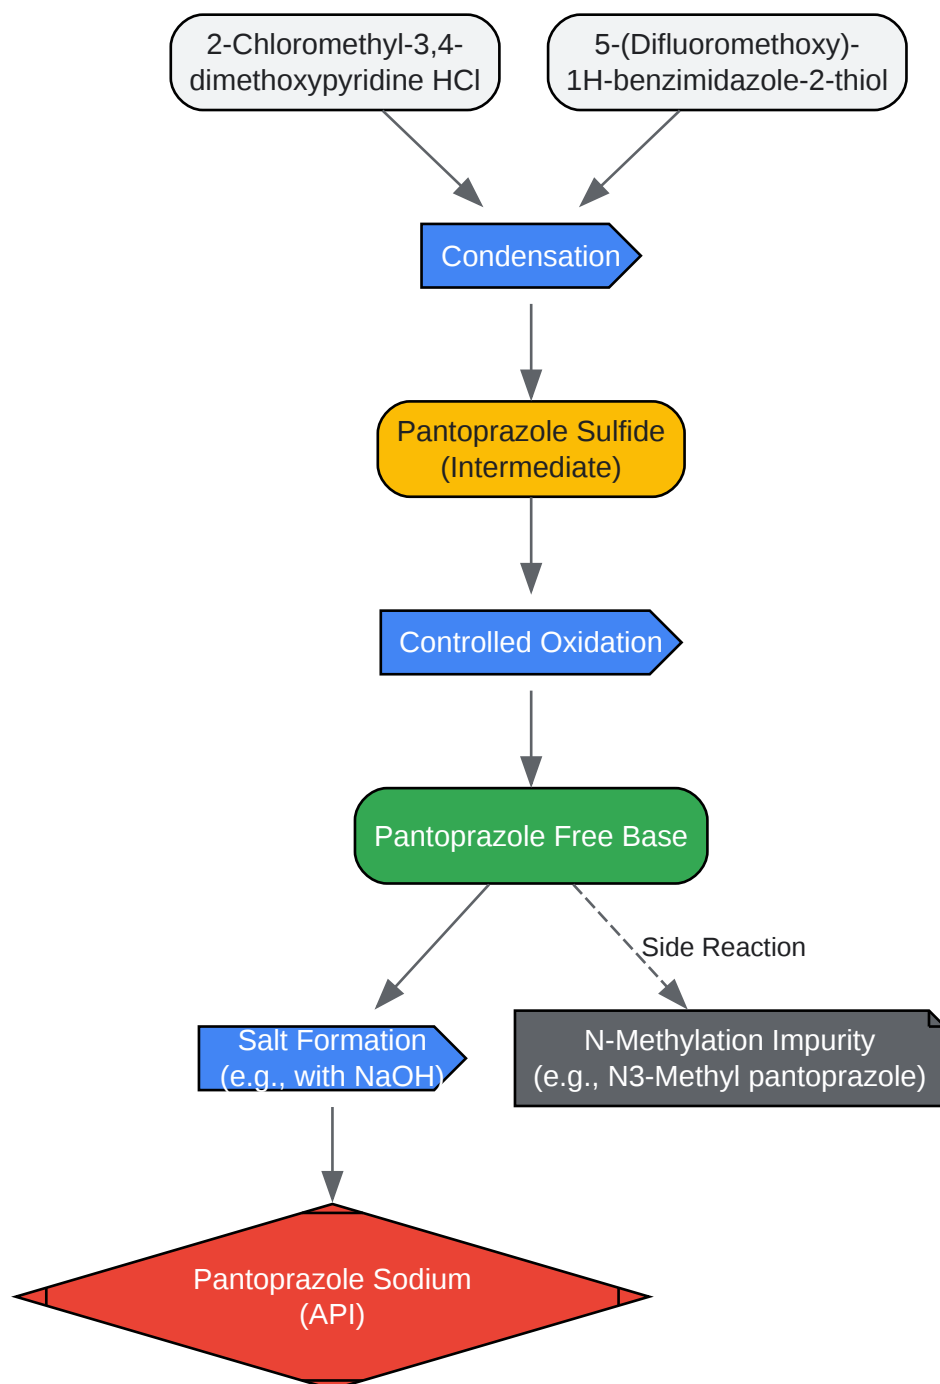 2-Chloromethyl-3,4-
dimethoxypyridine HCl
5-(Difluoromethoxy)-
1H-benzimidazole-2-thiol
Condensation
Pantoprazole Sulfide
(Intermediate)
Controlled Oxidation
Pantoprazole Free Base
Side Reaction
Salt Formation
(e.g., with NaOH)
N-Methylation Impurity
(e.g., N3-Methyl pantoprazole)
Pantoprazole Sodium
(API)